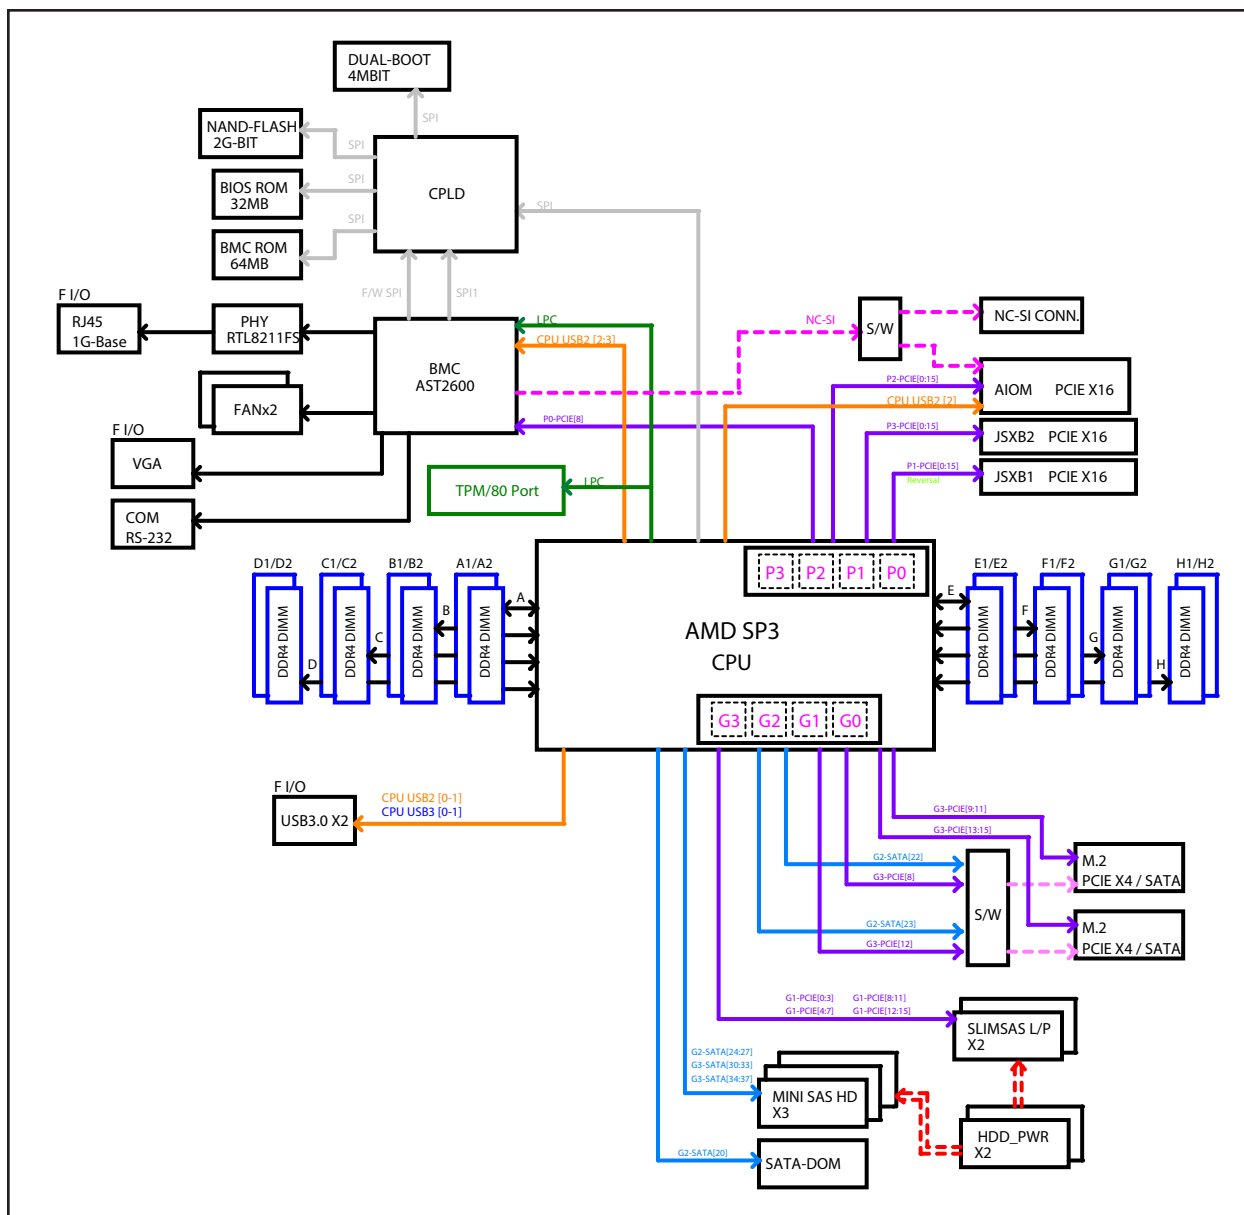 DUAL-BOOT
4MBIT
SPI
NAND-FLASH
2G-BIT
SPI
BIOS ROM
32MB
SPI
CPLD
SPI
BMC ROM
64MB
SPI
F/W SPI
SPI1
F I/O
RJ45
1G-Base
PHY
RTL8211FS
BMC
AST2600
LPC
CPU USB2 [2:3]
NC-SI
S/W
NC-SI CONN.
P2-PCIE[0:15]
AIOM PCIE X16
CPU USB2 [2]
FANx2
P0-PCIE[8]
P3-PCIE[0:15]
JSXB2 PCIE X16
F I/O
VGA
P1-PCIE[0:15]
Reversal
JSXB1 PCIE X16
TPM/80 Port
LPC
COM
RS-232
P3 P2 P1 P0
D1/D2 C1/C2 B1/B2 A1/A2
E1/E2 F1/F2 G1/G2 H1/H2
DDR4 DIMM
DDR4 DIMM
DDR4 DIMM
DDR4 DIMM
A
B
C
D
AMD SP3
CPU
E
F
G
H
DDR4 DIMM
DDR4 DIMM
DDR4 DIMM
DDR4 DIMM
G3 G2 G1 G0
F I/O
USB3.0 X2
CPU USB2 [0-1]
CPU USB3 [0-1]
G3-PCIE[9:11]
G3-PCIE[13:15]
G2-SATA[22]
G3-PCIE[8]
S/W
M.2
PCIE X4 / SATA
G2-SATA[23]
G3-PCIE[12]
M.2
PCIE X4 / SATA
G1-PCIE[0:3] G1-PCIE[8:11]
G1-PCIE[4:7] G1-PCIE[12:15]
SLIMSAS L/P
X2
G2-SATA[24:27]
G3-SATA[30:33]
G3-SATA[34:37]
MINI SAS HD
X3
HDD_PWR
X2
G2-SATA[20]
SATA-DOM